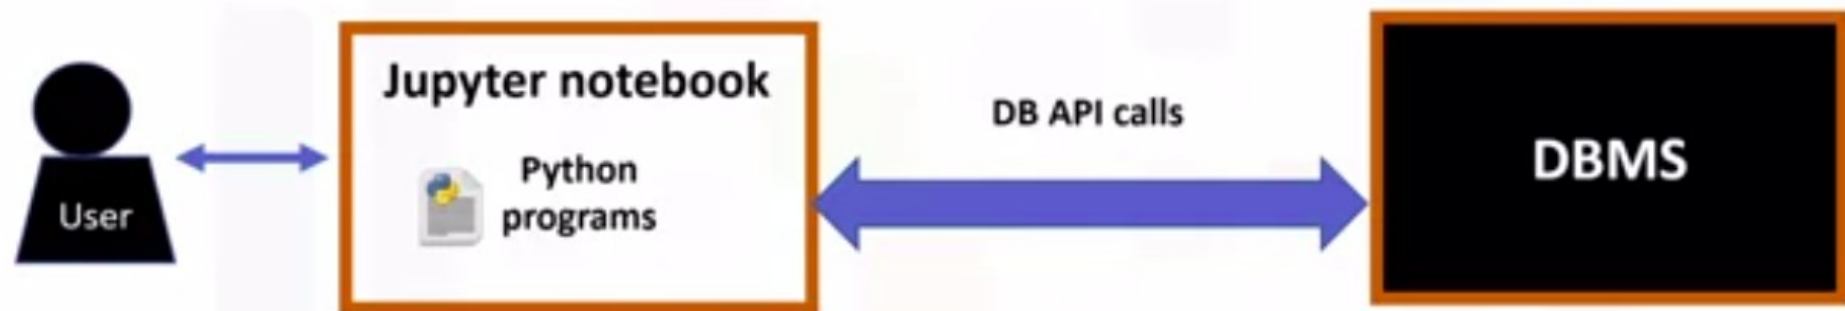 User
Jupyter notebook
Python
programs
DB API calls
DBMS